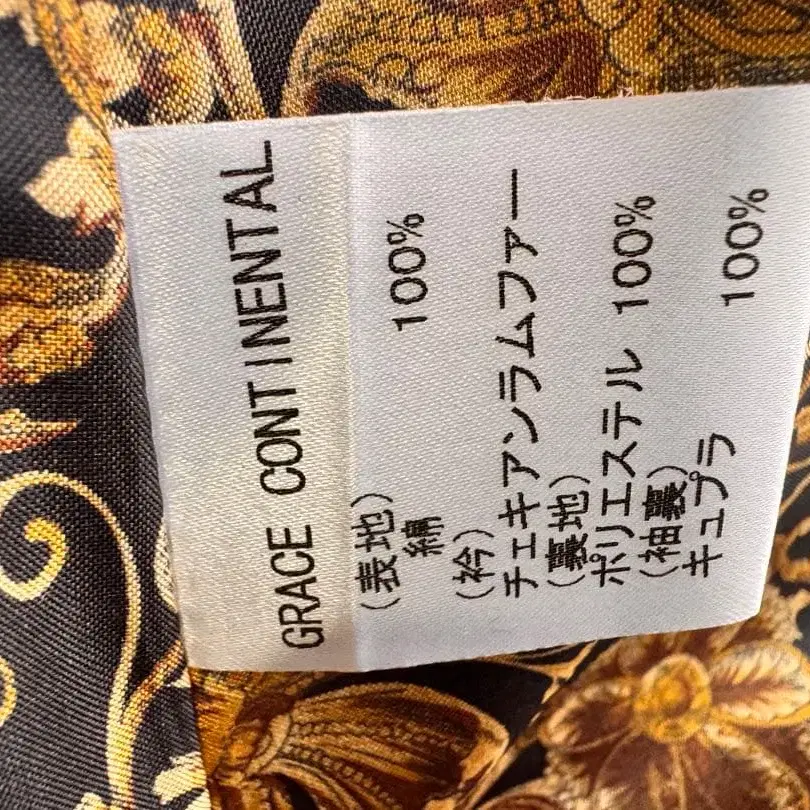 GRACE CONTINENTAL
(表地)
綿 100%
(衿)
チェキアンラムファー
(裏地)
ポリエステル 100%
(袖裏)
キュプラ 100%